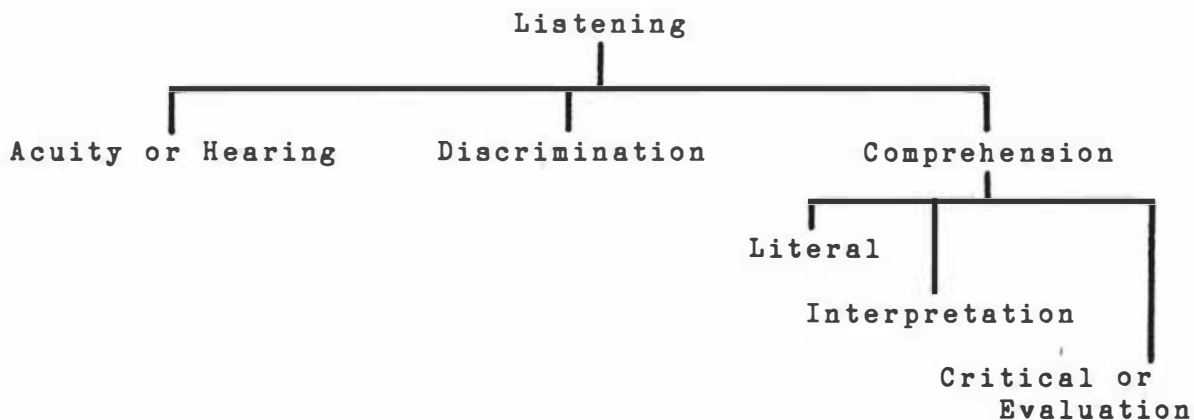 Listening
Acuity or Hearing Discrimination Comprehension
Literal
Interpretation
Critical or
Evaluation